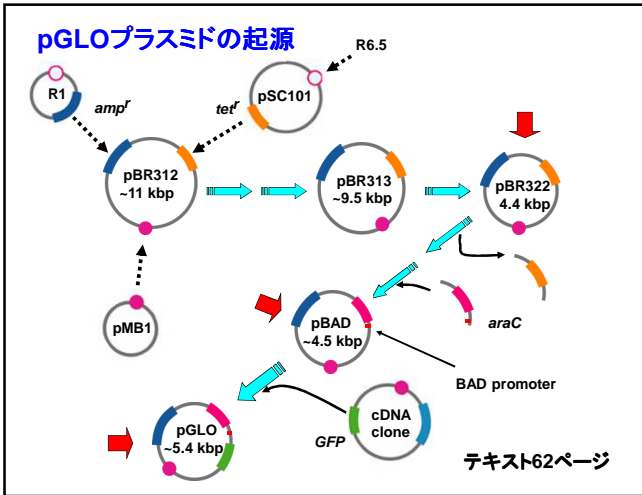 pGLOプラスミドの起源
R6.5
R1
ampʳ
tetʳ
pSC101
pBR312
~11 kbp
pBR313
~9.5 kbp
pBR322
4.4 kbp
pMB1
pBAD
~4.5 kbp
araC
BAD promoter
pGLO
~5.4 kbp
GFP
cDNA
clone
テキスト62ページ